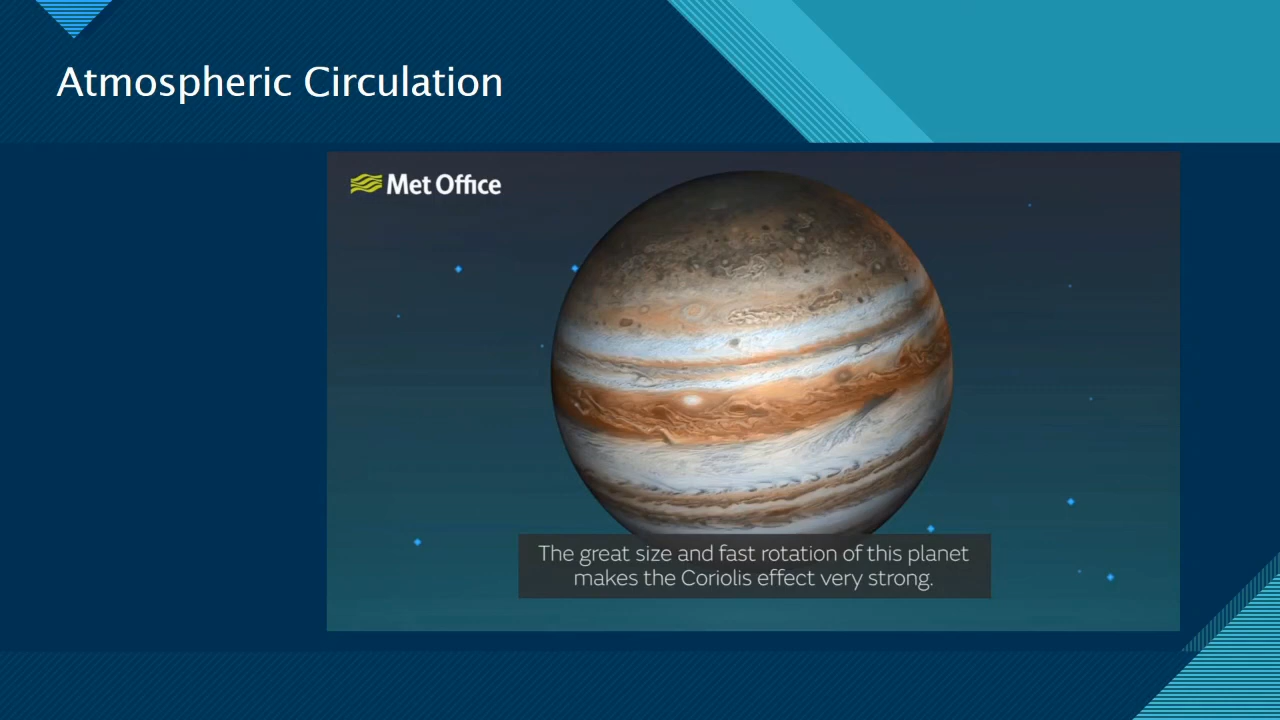 Atmospheric Circulation
Met Office
The great size and fast rotation of this planet
makes the Coriolis effect very strong.